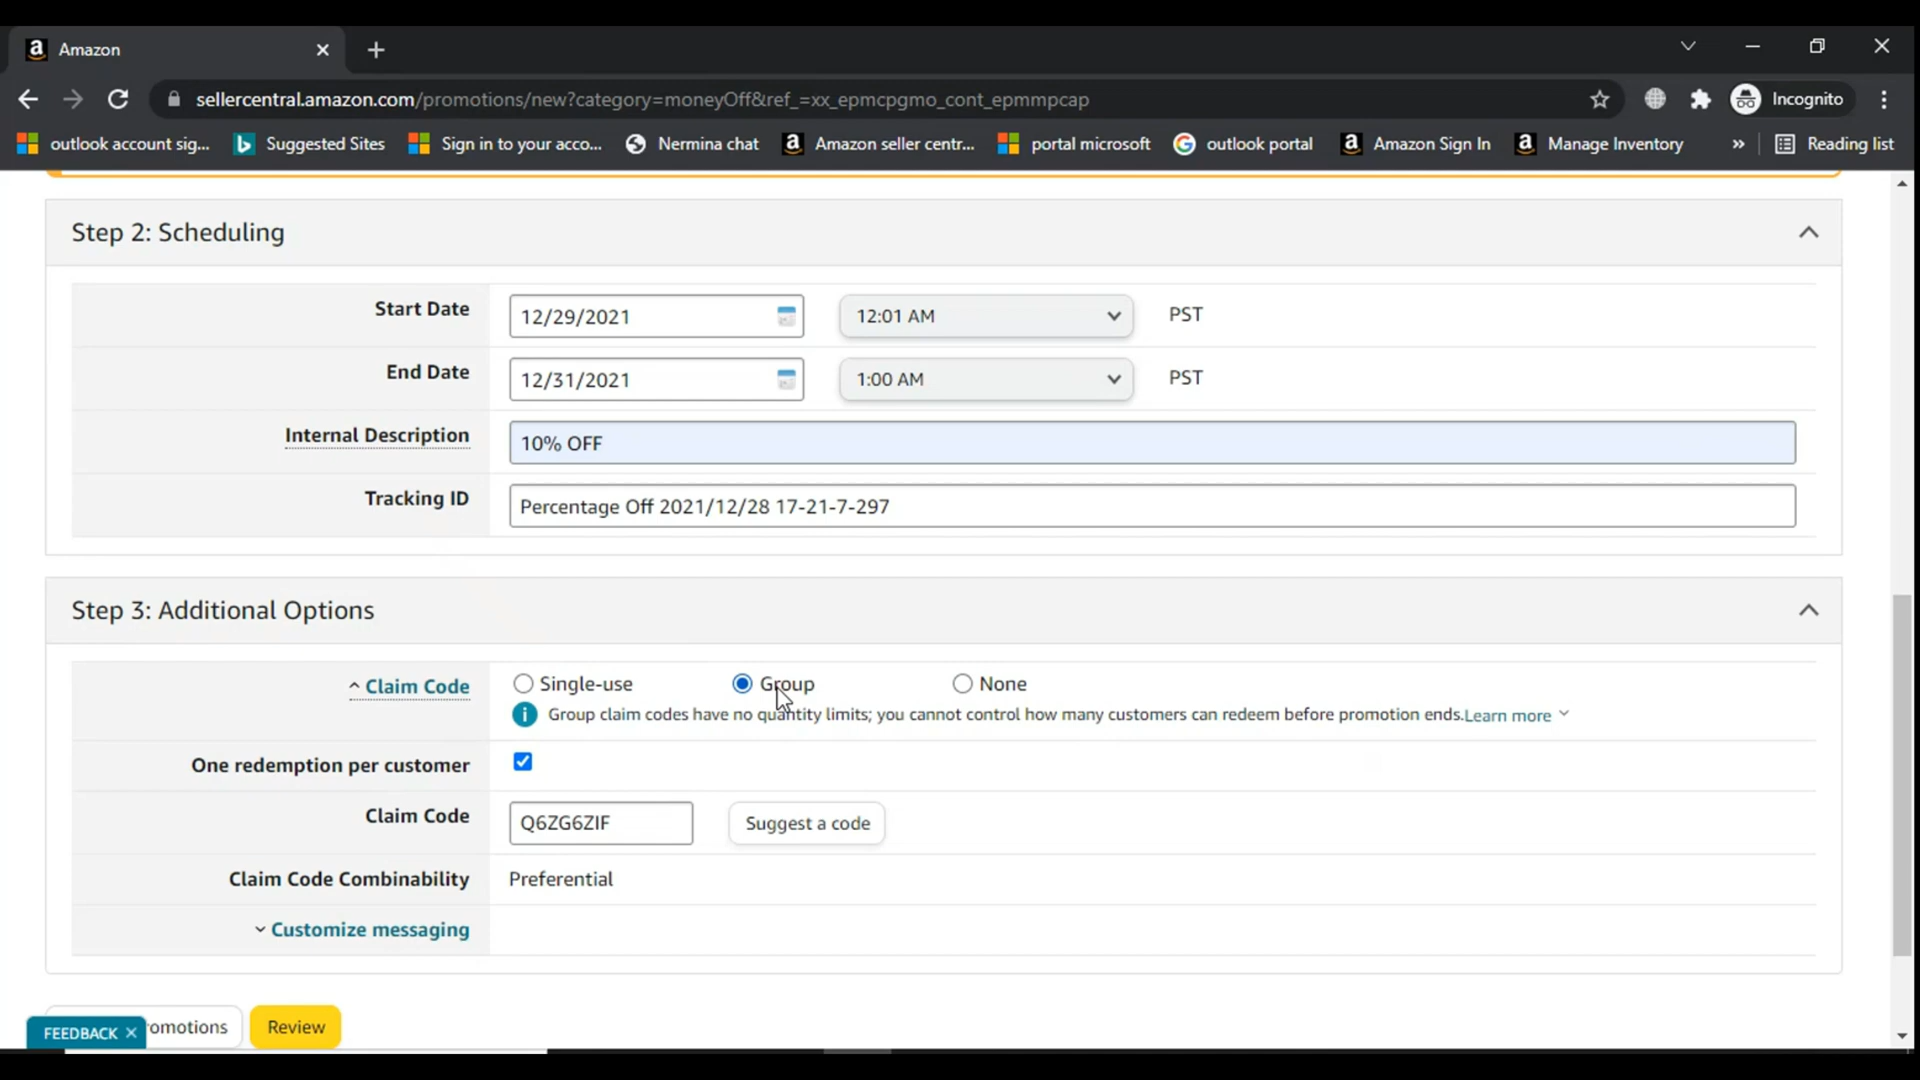 Amazon
sellercentral.amazon.com/promotions/new?category=moneyOff&ref_=xx_epmcpgmo_cont_epmmpcap
Incognito
outlook account sig...
Suggested Sites
Sign in to your acco...
Nermina chat
Amazon seller centr...
portal microsoft
outlook portal
Amazon Sign In
Manage Inventory
»
Reading list
Step 2: Scheduling
Start Date
12/29/2021
12:01 AM
PST
End Date
12/31/2021
1:00 AM
PST
Internal Description
10% OFF
Tracking ID
Percentage Off 2021/12/28 17-21-7-297
Step 3: Additional Options
Claim Code
Single-use
Group
None
Group claim codes have no quantity limits; you cannot control how many customers can redeem before promotion ends. Learn more
One redemption per customer
Claim Code
Q6ZG6ZIF
Suggest a code
Claim Code Combinability
Preferential
Customize messaging
FEEDBACK ×
romotions
Review